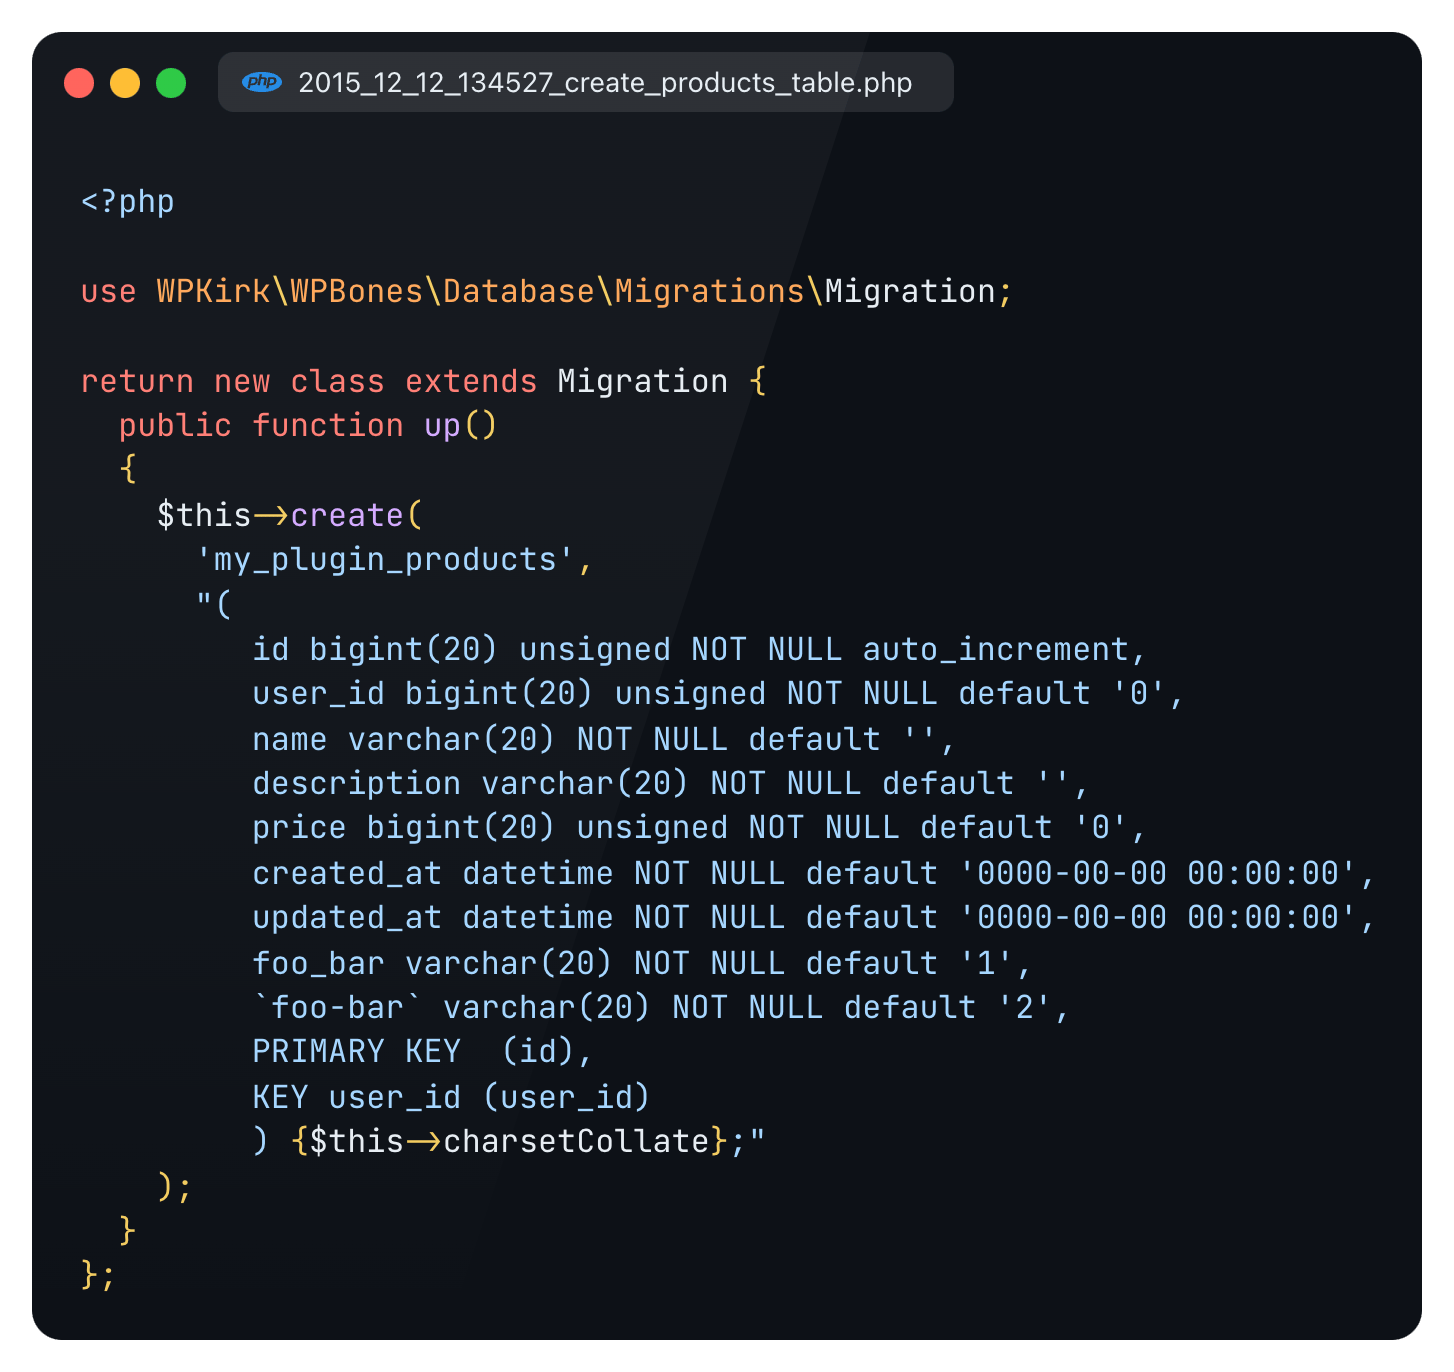 php 2015_12_12_134527_create_products_table.php
<?php
use WPKirk\WPBones\Database\Migrations\Migration;
return new class extends Migration {
  public function up()
  {
    $this->create(
      'my_plugin_products',
      "(
         id bigint(20) unsigned NOT NULL auto_increment,
         user_id bigint(20) unsigned NOT NULL default '0',
         name varchar(20) NOT NULL default '',
         description varchar(20) NOT NULL default '',
         price bigint(20) unsigned NOT NULL default '0',
         created_at datetime NOT NULL default '0000-00-00 00:00:00',
         updated_at datetime NOT NULL default '0000-00-00 00:00:00',
         foo_bar varchar(20) NOT NULL default '1',
         `foo-bar` varchar(20) NOT NULL default '2',
         PRIMARY KEY  (id),
         KEY user_id (user_id)
         ) {$this->charsetCollate};"
    );
  }
};